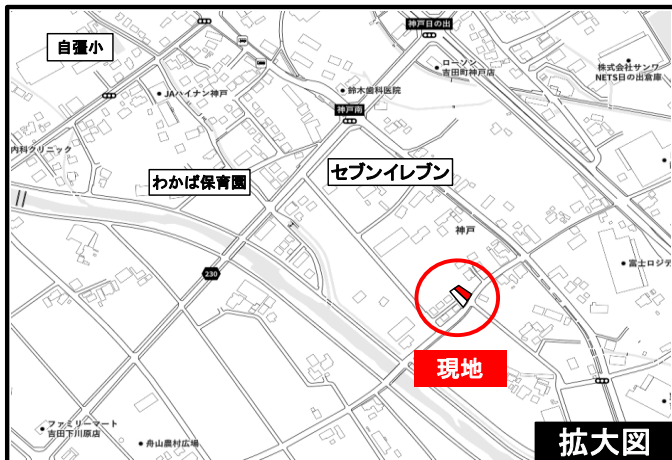 神戸日の出
自彊小
ローソン
吉田町神戸店
株式会社サンワ
NETS日の出倉庫
JAハイナン神戸
鈴木歯科医院
神戸南
内科クリニック
わかば保育園
セブンイレブン
神戸
230
富士ロジテ
現地
ファミリーマート
吉田下川原店
舟山農村広場
拡大図